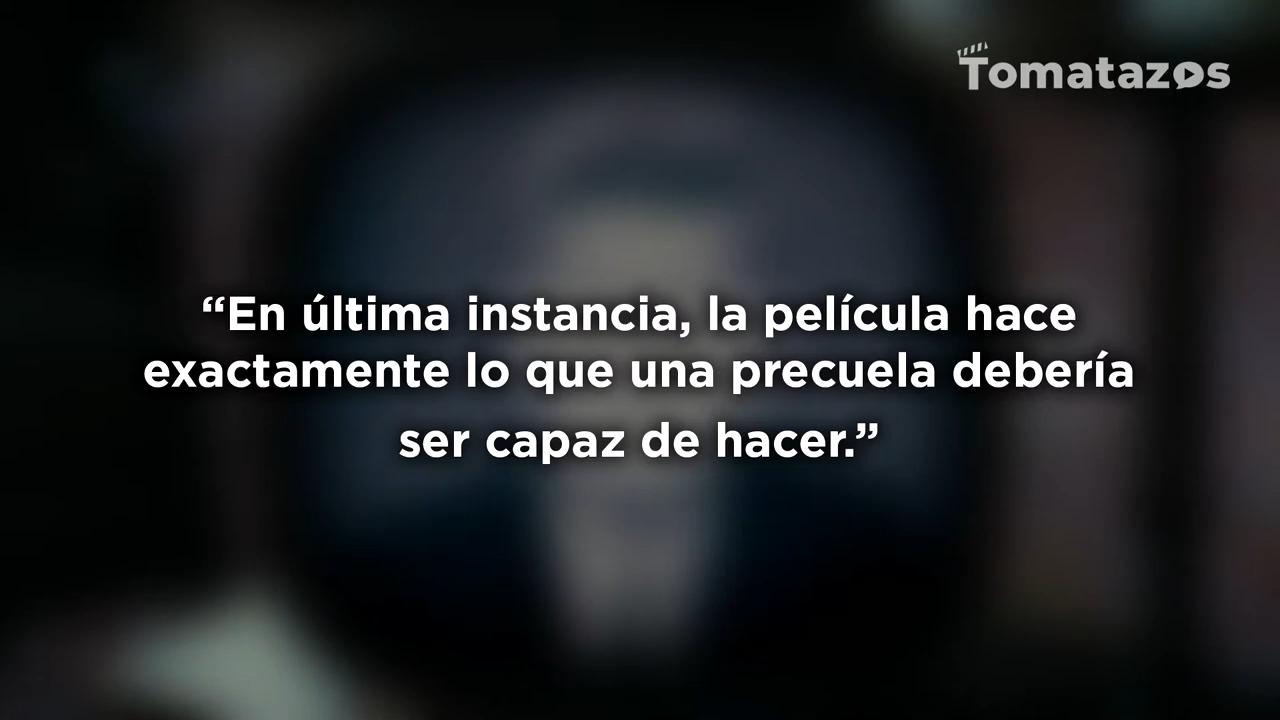 Tomatazos
“En última instancia, la película hace
exactamente lo que una precuela debería
ser capaz de hacer.”